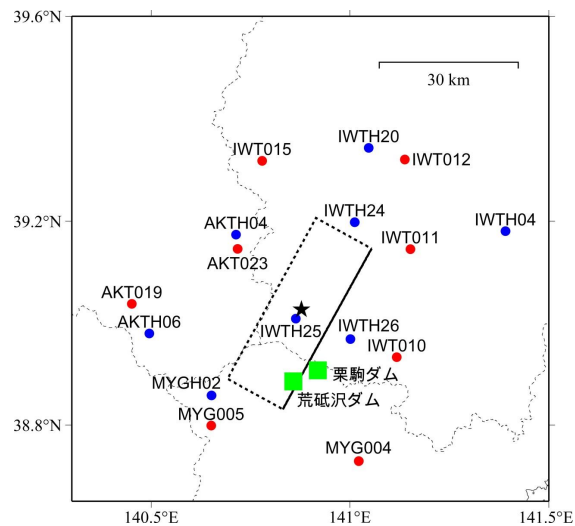 39.6°N
30 km
IWTH20
IWT015
IWT012
IWTH24
AKTH04
IWTH04
39.2°N
IWT011
AKT023
AKT019
AKTH06
IWTH25
IWTH26
IWT010
MYGH02
栗駒ダム
荒砥沢ダム
MYG005
38.8°N
MYG004
140.5°E
141°E
141.5°E